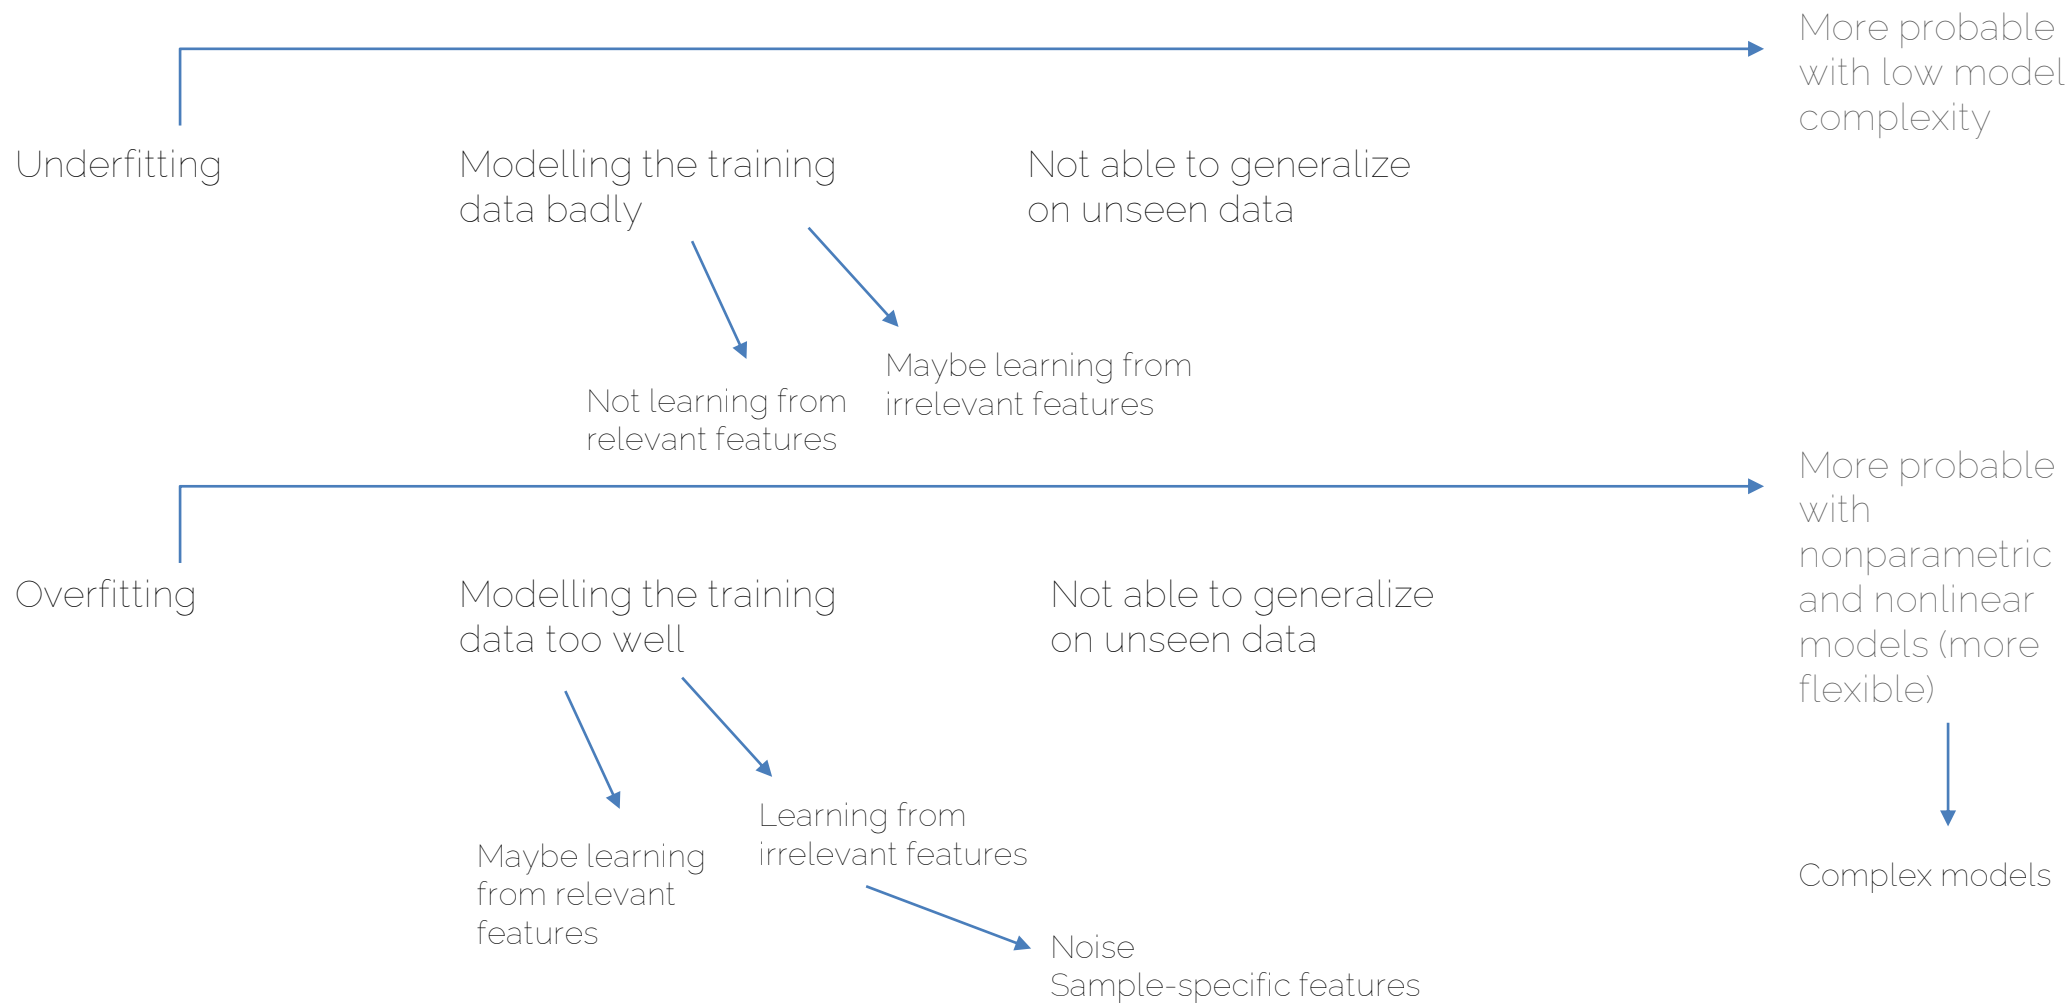 More probable
with low model
complexity
Underfitting
Modelling the training
data badly
Not able to generalize
on unseen data
Not learning from
relevant features
Maybe learning from
irrelevant features
More probable
with
nonparametric
and nonlinear
models (more
flexible)
Overfitting
Modelling the training
data too well
Not able to generalize
on unseen data
Maybe learning
from relevant
features
Learning from
irrelevant features
Complex models
Noise
Sample-specific features